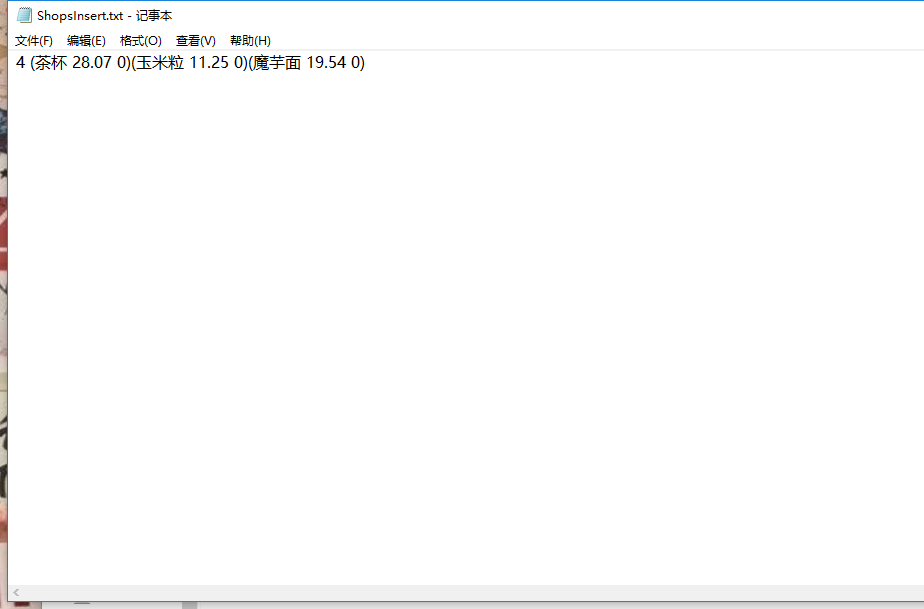 ShopsInsert.txt - 记事本
文件(F) 编辑(E) 格式(O) 查看(V) 帮助(H)
4 (茶杯 28.07 0)(玉米粒 11.25 0)(魔芋面 19.54 0)